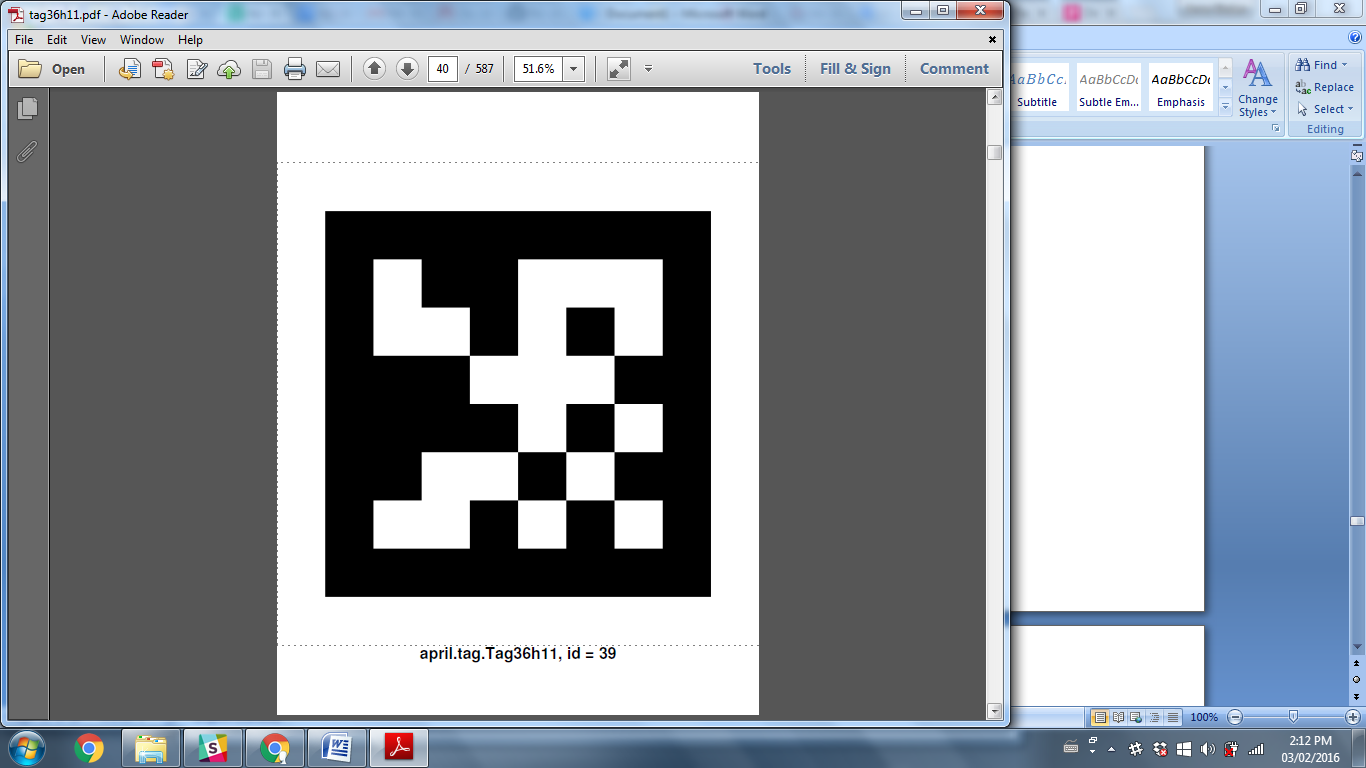 tag36h11.pdf - Adobe Reader
File Edit View Window Help
Open 40 / 587 51.6% Tools Fill & Sign Comment
april.tag.Tag36h11, id = 39
AaBbCc AaBbCcDc AaBbCcDc
Subtitle Subtle Em... Emphasis
Change
Styles
Find
Replace
Select
Editing
100%
2:12 PM
03/02/2016